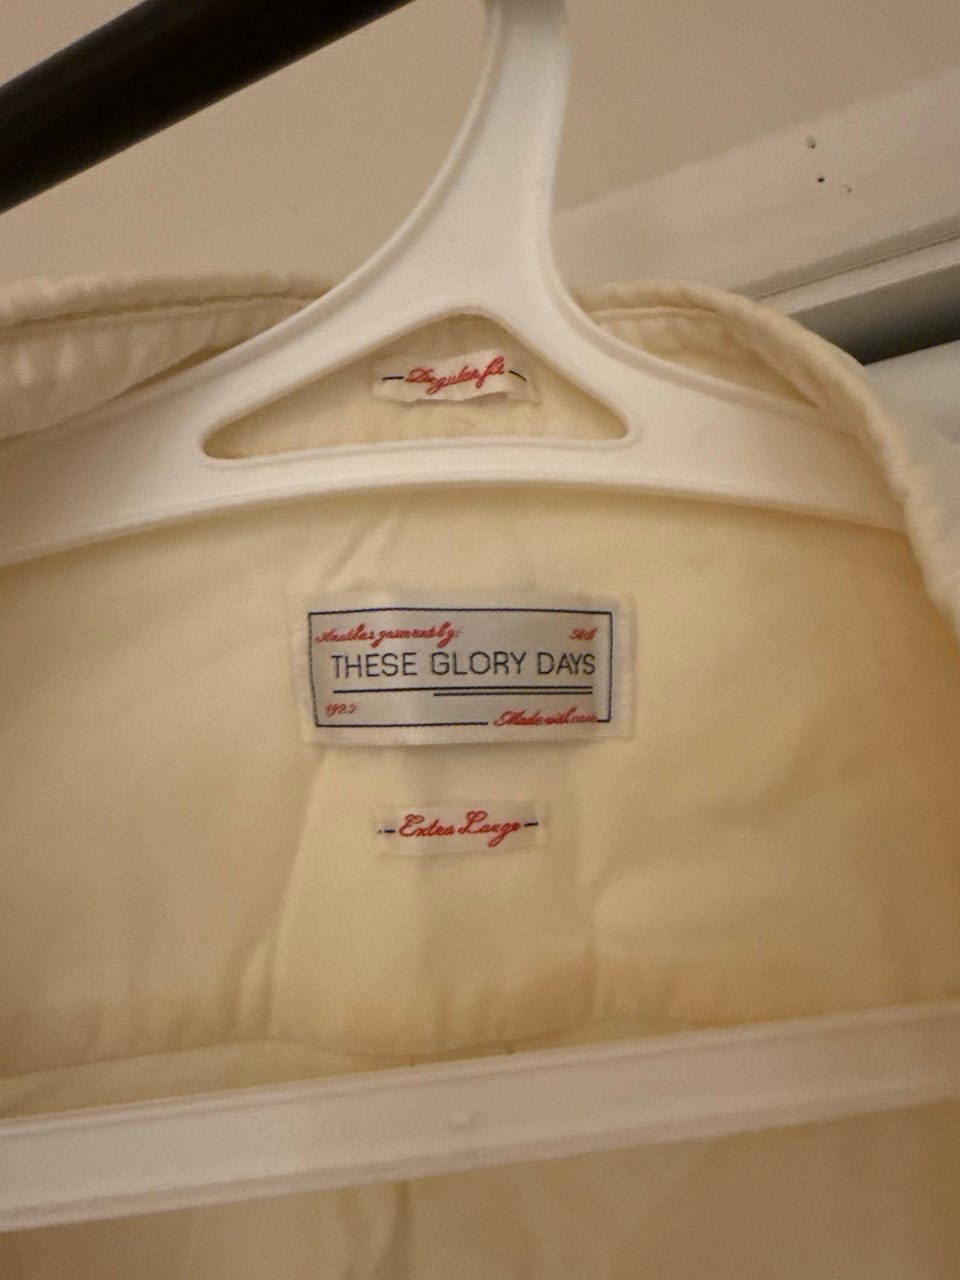 Regular fit
Another garment by:
THESE GLORY DAYS
Made with care
Extra Large